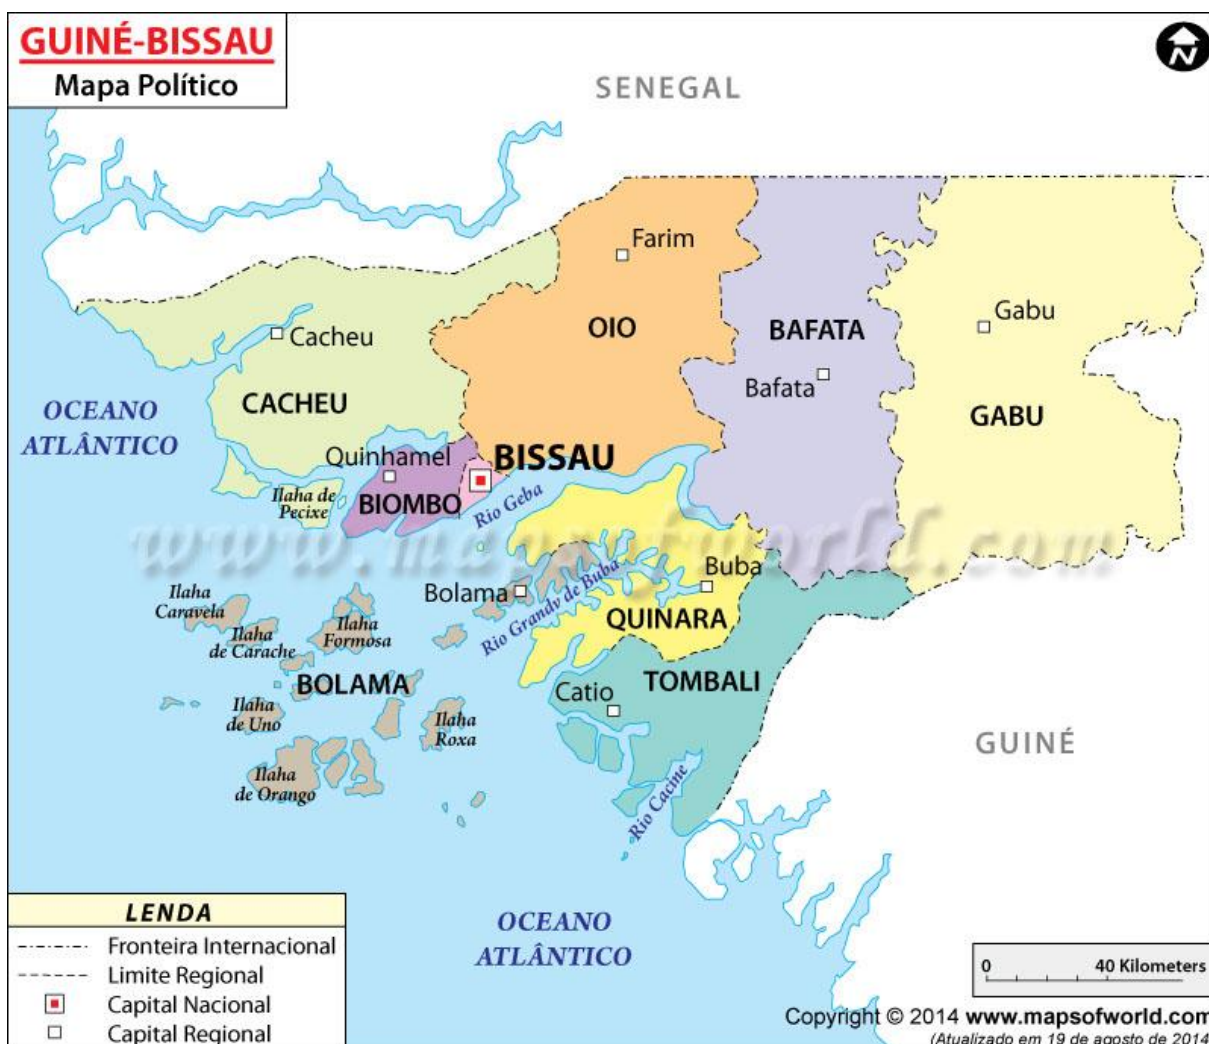 GUINÉ-BISSAU
Mapa Político
N
SENEGAL
Farim
OIO
BAFATA
Bafata
Gabu
GABU
Cacheu
CACHEU
OCEANO
ATLÂNTICO
Quinhamel
BIOMBO
BISSAU
Ilaha de
Pecixe
Rio Geba
www.mapsofworld.com
Ilaha
Caravela
Ilaha
de Carache
Ilaha
Formosa
Bolama
Rio Grandv de Buba
Buba
QUINARA
BOLAMA
Ilaha
de Uno
Ilaha
Roxa
Ilaha
de Orango
TOMBALI
Catio
Rio Cacine
GUINÉ
OCEANO
ATLÂNTICO
LENDA
Fronteira Internacional
Limite Regional
Capital Nacional
Capital Regional
0 40 Kilometers
Copyright © 2014 www.mapsofworld.com
(Atualizado em 19 de agosto de 2014)